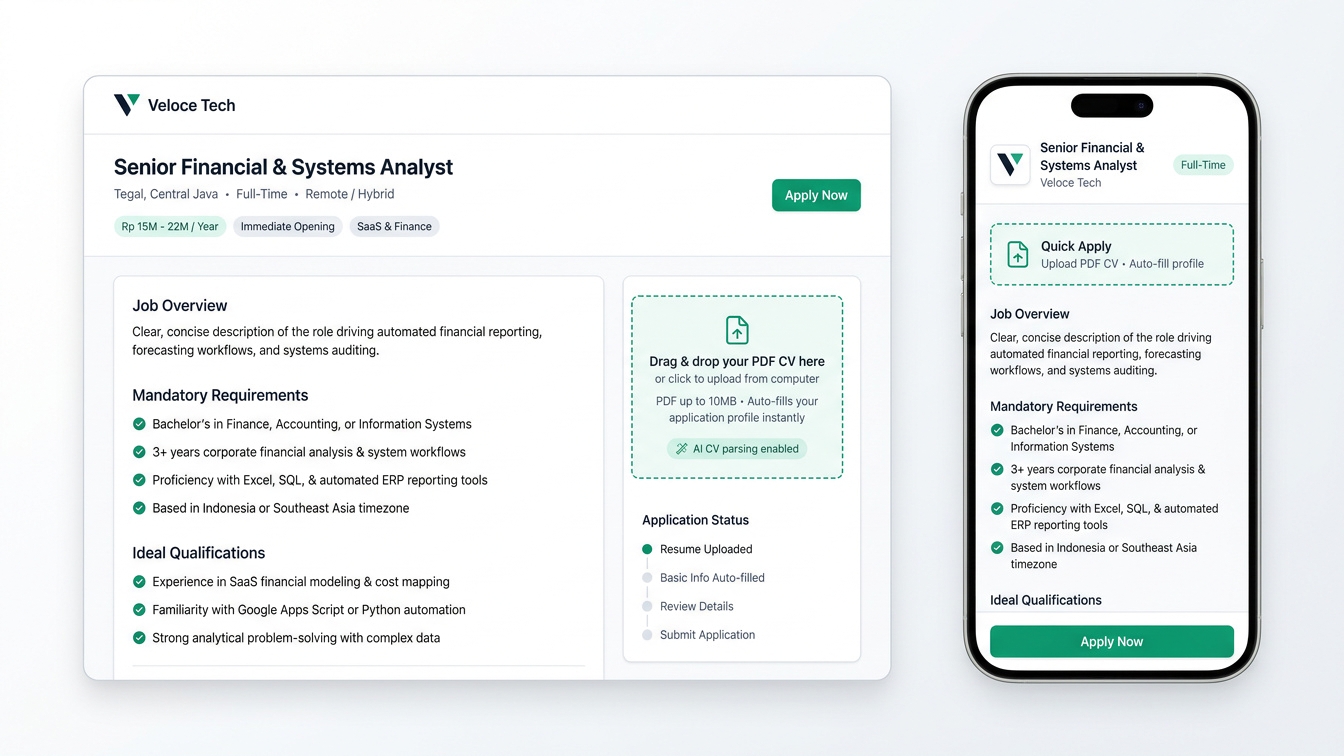 Veloce Tech
Senior Financial & Systems Analyst
Tegal, Central Java • Full-Time • Remote / Hybrid
Rp 15M - 22M / Year
Immediate Opening
SaaS & Finance
Apply Now
Job Overview
Clear, concise description of the role driving automated financial reporting,
forecasting workflows, and systems auditing.
Mandatory Requirements
Bachelor's in Finance, Accounting, or Information Systems
3+ years corporate financial analysis & system workflows
Proficiency with Excel, SQL, & automated ERP reporting tools
Based in Indonesia or Southeast Asia timezone
Ideal Qualifications
Experience in SaaS financial modeling & cost mapping
Familiarity with Google Apps Script or Python automation
Strong analytical problem-solving with complex data
Drag & drop your PDF CV here
or click to upload from computer
PDF up to 10MB • Auto-fills your
application profile instantly
AI CV parsing enabled
Application Status
Resume Uploaded
Basic Info Auto-filled
Review Details
Submit Application
Senior Financial &
Systems Analyst
Veloce Tech
Full-Time
Quick Apply
Upload PDF CV • Auto-fill profile
Job Overview
Clear, concise description of the role driving
automated financial reporting, forecasting
workflows, and systems auditing.
Mandatory Requirements
Bachelor's in Finance, Accounting, or
Information Systems
3+ years corporate financial analysis &
system workflows
Proficiency with Excel, SQL, & automated
ERP reporting tools
Based in Indonesia or Southeast Asia
timezone
Ideal Qualifications
Apply Now